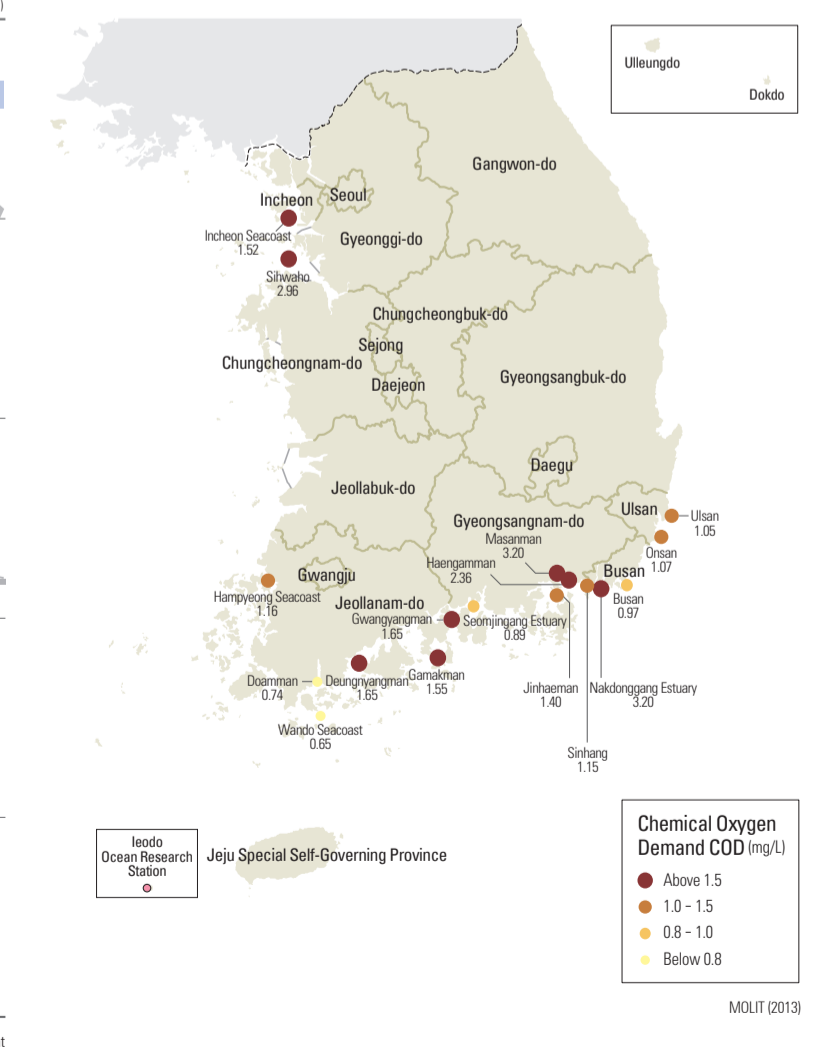 )
Ulleungdo
Dokdo
Gangwon-do
Incheon
Seoul
Incheon Seacoast
1.52
Gyeonggi-do
Sihwaho
2.96
Chungcheongbuk-do
Sejong
Chungcheongnam-do
Daejeon
Gyeongsangbuk-do
Daegu
Jeollabuk-do
Ulsan
Ulsan
1.05
Gyeongsangnam-do
Masanman
3.20
Onsan
1.07
Haengamman
2.36
Busan
Busan
0.97
Gwangju
Hampyeong Seacoast
1.16
Jeollanam-do
Gwangyangman
1.65
Seomjingang Estuary
0.89
Doamman
0.74
Deungnyangman
1.65
Gamakman
1.55
Jinhaeman
1.40
Nakdonggang Estuary
3.20
Wando Seacoast
0.65
Sinhang
1.15
Ieodo
Ocean Research
Station
Jeju Special Self-Governing Province
Chemical Oxygen
Demand COD (mg/L)
Above 1.5
1.0 - 1.5
0.8 - 1.0
Below 0.8
MOLIT (2013)
t